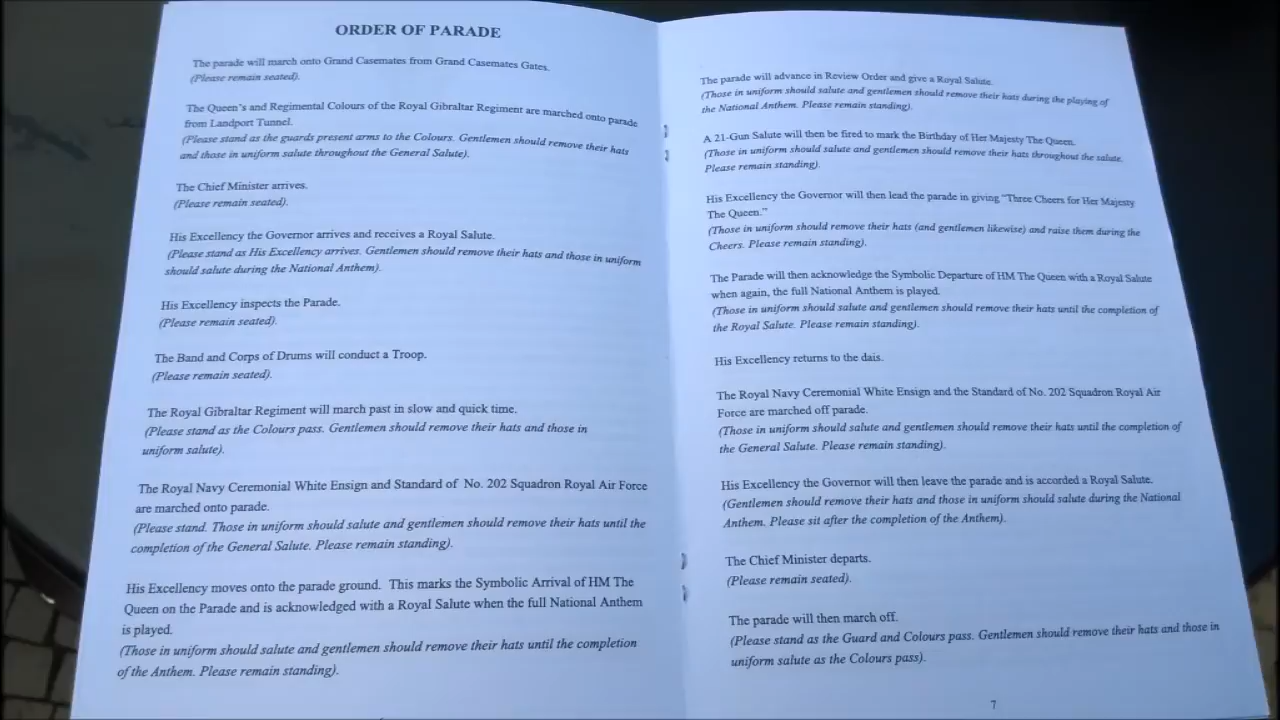 ORDER OF PARADE
The parade will march onto Grand Casemates from Grand Casemates Gates.
(Please remain seated).
The Queen's and Regimental Colours of the Royal Gibraltar Regiment are marched onto parade
from Landport Tunnel.
(Please stand as the guards present arms to the Colours. Gentlemen should remove their hats
and those in uniform salute throughout the General Salute).
The Chief Minister arrives.
(Please remain seated).
His Excellency the Governor arrives and receives a Royal Salute.
(Please stand as His Excellency arrives. Gentlemen should remove their hats and those in uniform
should salute during the National Anthem).
His Excellency inspects the Parade.
(Please remain seated).
The Band and Corps of Drums will conduct a Troop.
(Please remain seated).
The Royal Gibraltar Regiment will march past in slow and quick time.
(Please stand as the Colours pass. Gentlemen should remove their hats and those in
uniform salute).
The Royal Navy Ceremonial White Ensign and Standard of No. 202 Squadron Royal Air Force
are marched onto parade.
(Please stand. Those in uniform should salute and gentlemen should remove their hats until the
completion of the General Salute. Please remain standing).
His Excellency moves onto the parade ground. This marks the Symbolic Arrival of HM The
Queen on the Parade and is acknowledged with a Royal Salute when the full National Anthem
is played.
(Those in uniform should salute and gentlemen should remove their hats until the completion
of the Anthem. Please remain standing).
The parade will advance in Review Order and give a Royal Salute.
(Those in uniform should salute and gentlemen should remove their hats during the playing of
the National Anthem. Please remain standing).
A 21-Gun Salute will then be fired to mark the Birthday of Her Majesty The Queen.
(Those in uniform should salute and gentlemen should remove their hats throughout the salute.
Please remain standing).
His Excellency the Governor will then lead the parade in giving "Three Cheers for Her Majesty
The Queen."
(Those in uniform should remove their hats (and gentlemen likewise) and raise them during the
Cheers. Please remain standing).
The Parade will then acknowledge the Symbolic Departure of HM The Queen with a Royal Salute
when again, the full National Anthem is played.
(Those in uniform should salute and gentlemen should remove their hats until the completion of
the Royal Salute. Please remain standing).
His Excellency returns to the dais.
The Royal Navy Ceremonial White Ensign and the Standard of No. 202 Squadron Royal Air
Force are marched off parade.
(Those in uniform should salute and gentlemen should remove their hats until the completion of
the General Salute. Please remain standing).
His Excellency the Governor will then leave the parade and is accorded a Royal Salute.
(Gentlemen should remove their hats and those in uniform should salute during the National
Anthem. Please sit after the completion of the Anthem).
The Chief Minister departs.
(Please remain seated).
The parade will then march off.
(Please stand as the Guard and Colours pass. Gentlemen should remove their hats and those in
uniform salute as the Colours pass).
7